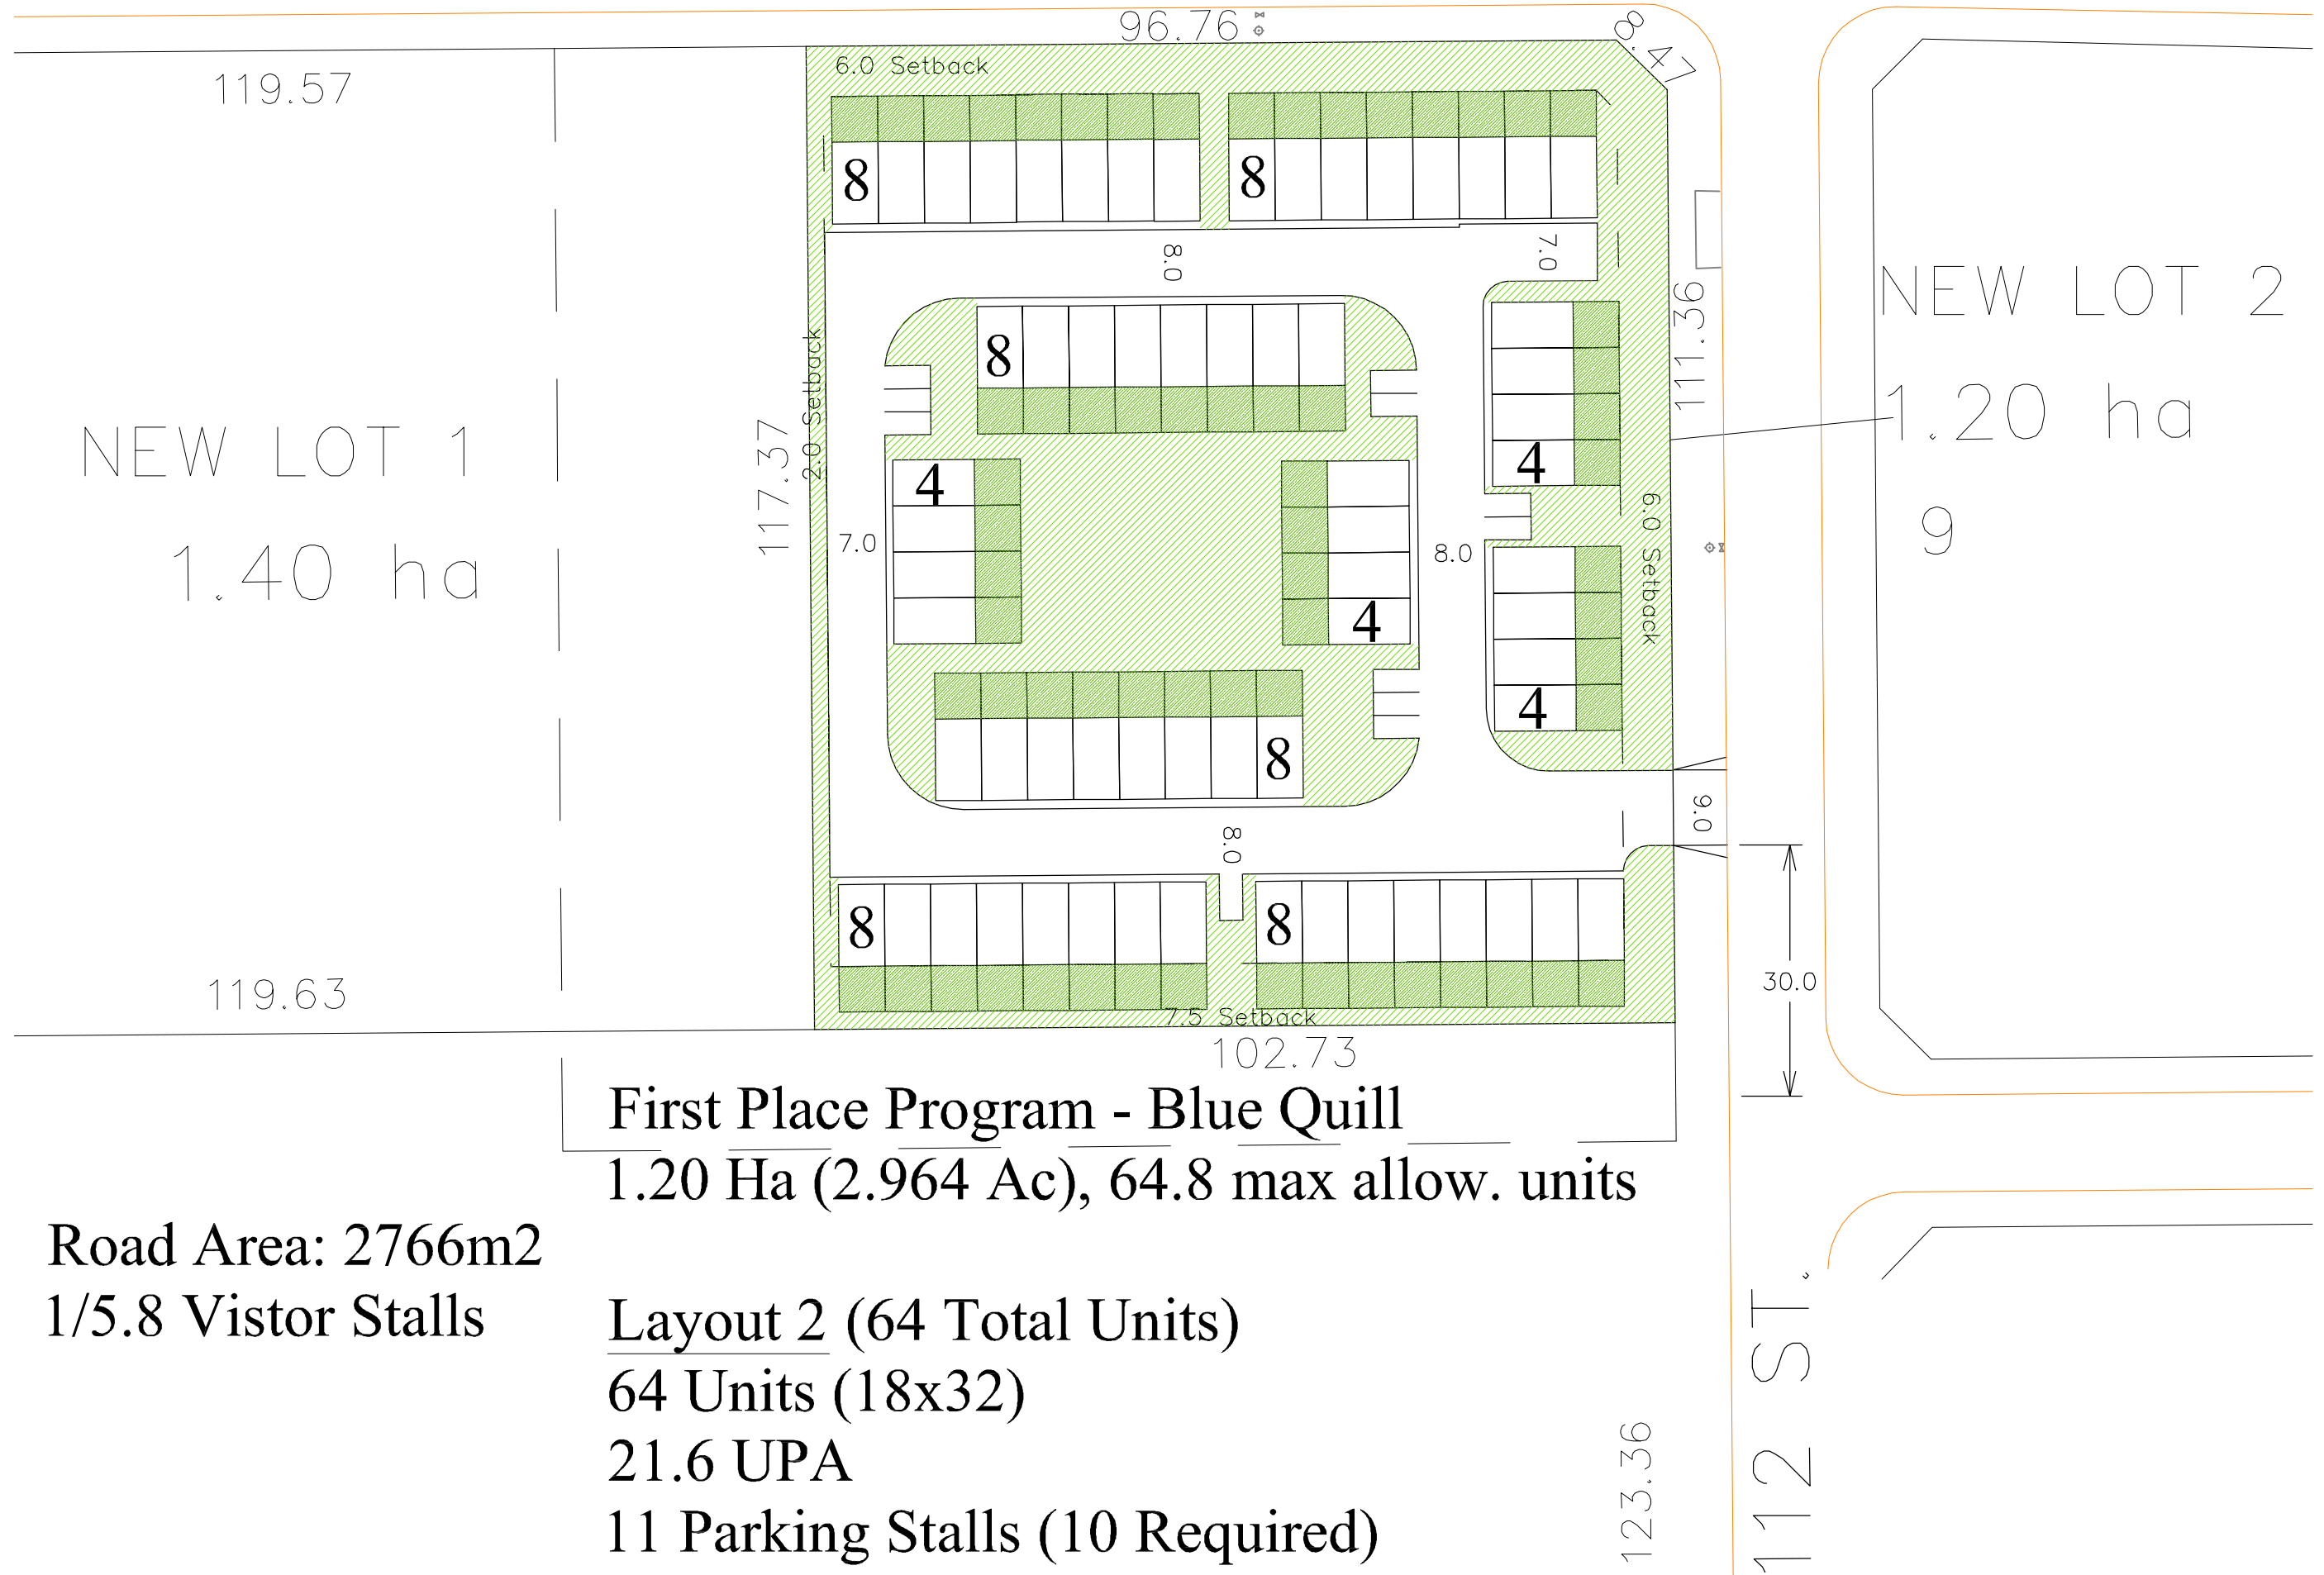 96.76
8.47
119.57
6.0 Setback
8
8
8.0
7.0
NEW LOT 2
1.20 ha
9
111.36
2.0 Setback
117.37
NEW LOT 1
1.40 ha
8
4
4
7.0
8.0
6.0 Setback
4
4
8
9.0
8.0
8
8
30.0
119.63
7.5 Setback
102.73
First Place Program - Blue Quill
1.20 Ha (2.964 Ac), 64.8 max allow. units
Road Area: 2766m2
1/5.8 Vistor Stalls
Layout 2 (64 Total Units)
64 Units (18x32)
21.6 UPA
11 Parking Stalls (10 Required)
123.36
112 ST.